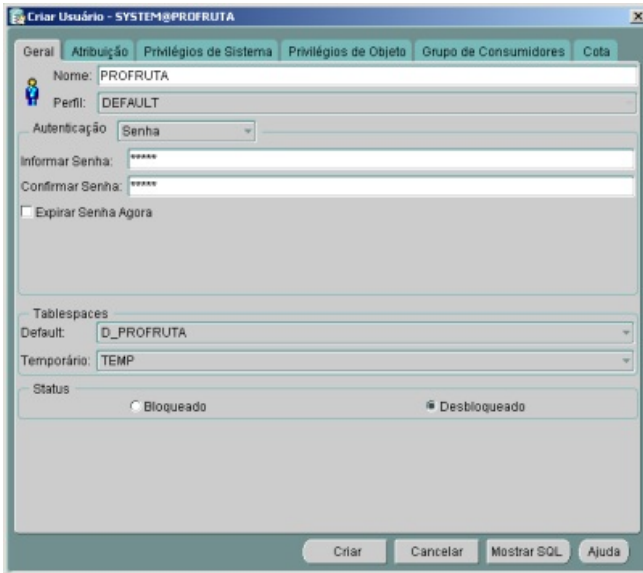 Criar Usuário - SYSTEM@PROFRUTA
Geral Atribuição Privilégios de Sistema Privilégios de Objeto Grupo de Consumidores Cota
Nome: PROFRUTA
Perfil: DEFAULT
Autenticação Senha
Informar Senha: *****
Confirmar Senha: *****
Expirar Senha Agora
Tablespaces
Default: D_PROFRUTA
Temporário: TEMP
Status
Bloqueado Desbloqueado
Criar Cancelar Mostrar SQL Ajuda